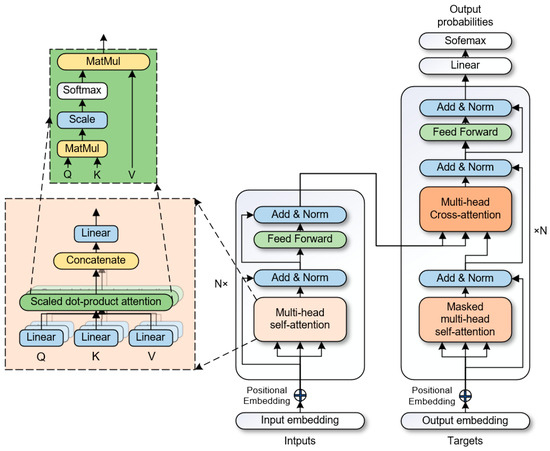 Output
probabilities
Sofemax
Linear
MatMul
Softmax
Scale
MatMul
Q K V
Linear
Concatenate
Scaled dot-product attention
Linear Linear Linear
Q K V
N×
Add & Norm
Feed Forward
Add & Norm
Multi-head
self-attention
Positional
Embedding
Input embedding
Intputs
Add & Norm
Feed Forward
Add & Norm
Multi-head
Cross-attention
×N
Add & Norm
Masked
multi-head
self-attention
Positional
Embedding
Output embedding
Targets